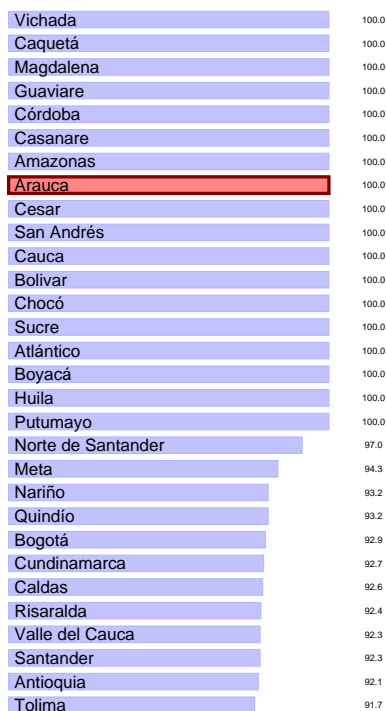 Vichada 100.0
Caquetá 100.0
Magdalena 100.0
Guaviare 100.0
Córdoba 100.0
Casanare 100.0
Amazonas 100.0
Arauca 100.0
Cesar 100.0
San Andrés 100.0
Cauca 100.0
Bolivar 100.0
Chocó 100.0
Sucre 100.0
Atlántico 100.0
Boyacá 100.0
Huila 100.0
Putumayo 100.0
Norte de Santander 97.0
Meta 94.3
Nariño 93.2
Quindío 93.2
Bogotá 92.9
Cundinamarca 92.7
Caldas 92.6
Risaralda 92.4
Valle del Cauca 92.3
Santander 92.3
Antioquia 92.1
Tolima 91.7